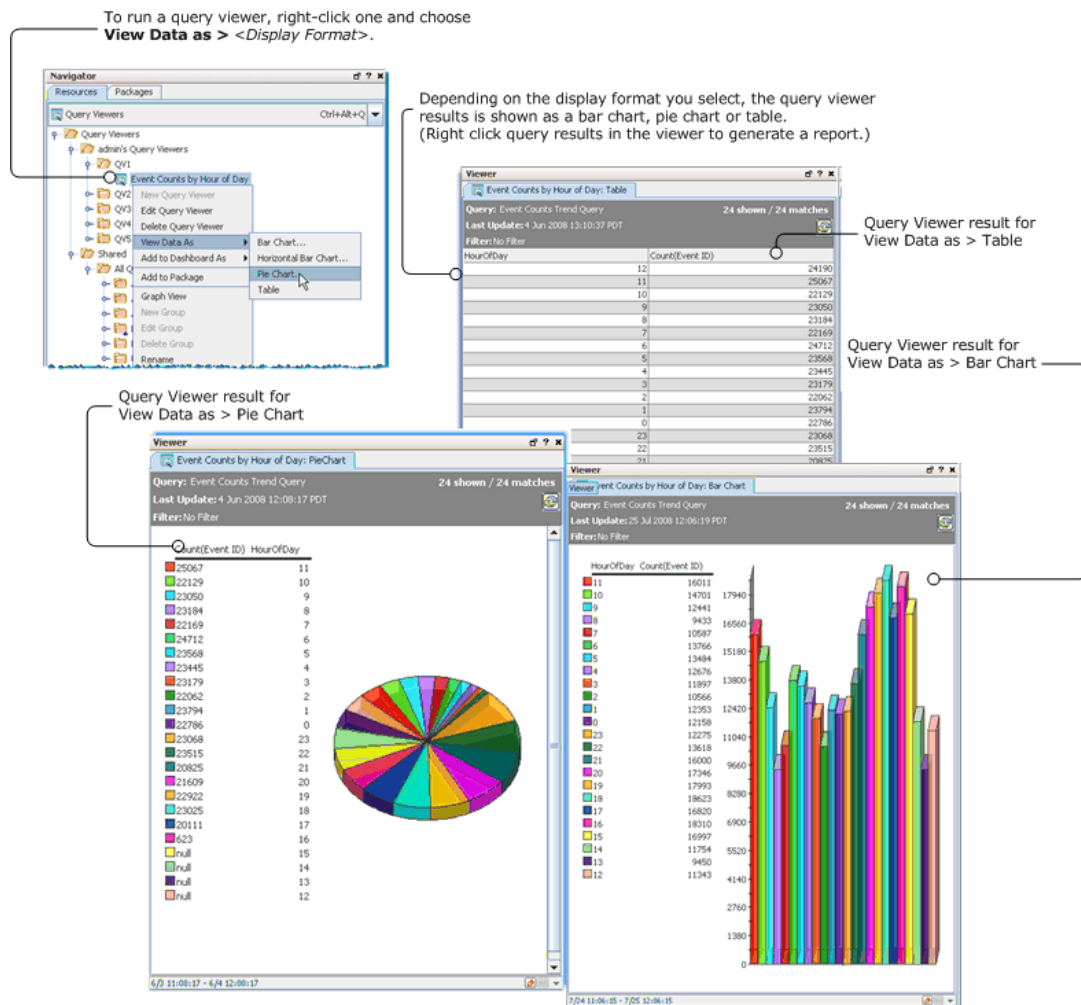 To run a query viewer, right-click one and choose
View Data as > <Display Format>.
Navigator
Resources
Packages
Query Viewers
Ctrl+Alt+Q
Query Viewers
admin's Query Viewers
QV1
Event Counts by Hour of Day
QV2
QV3
QV4
QV5
Shared
All Q
New Query Viewer
Edit Query Viewer
Delete Query Viewer
View Data As
Add to Dashboard As
Add to Package
Graph View
New Group
Edit Group
Delete Group
Rename
Bar Chart...
Horizontal Bar Chart...
Pie Chart...
Table
Depending on the display format you select, the query viewer
results is shown as a bar chart, pie chart or table.
(Right click query results in the viewer to generate a report.)
Viewer
Event Counts by Hour of Day: Table
Query: Event Counts Trend Query
24 shown / 24 matches
Last Update: 4 Jun 2008 13:10:37 PDT
Filter: No Filter
HourOfDay Count(Event ID)
12 24190
11 25067
10 22129
9 23050
8 23184
7 22169
6 24712
5 23568
4 23445
3 23179
2 22062
1 23794
0 22786
23 23068
22 23515
21 20825
Query Viewer result for
View Data as > Table
Query Viewer result for
View Data as > Bar Chart
Query Viewer result for
View Data as > Pie Chart
Viewer
Event Counts by Hour of Day: PieChart
Query: Event Counts Trend Query
24 shown / 24 matches
Last Update: 4 Jun 2008 12:08:17 PDT
Filter: No Filter
Count(Event ID) HourOfDay
25067 11
22129 10
23050 9
23184 8
22169 7
24712 6
23568 5
23445 4
23179 3
22062 2
23794 1
22786 0
23068 23
23515 22
20825 21
21609 20
22922 19
23025 18
20111 17
623 16
null 15
null 14
null 13
null 12
6/3 11:08:17 - 6/4 12:08:17
Viewer
Viewer
ent Counts by Hour of Day: Bar Chart
Query: Event Counts Trend Query
24 shown / 24 matches
Last Update: 25 Jul 2008 12:06:19 PDT
Filter: No Filter
HourOfDay Count(Event ID)
11 16011
10 14701
9 12441
8 9433
7 10587
6 13766
5 13484
4 12676
3 11897
2 10566
1 12353
0 12158
23 12275
22 13618
21 16000
20 17346
19 17993
18 18623
17 16820
16 18310
15 16997
14 11754
13 9450
12 11343
17940
16560
15180
13800
12420
11040
9660
8280
6900
5520
4140
2760
1380
0
7/24 11:06:15 - 7/25 12:06:15